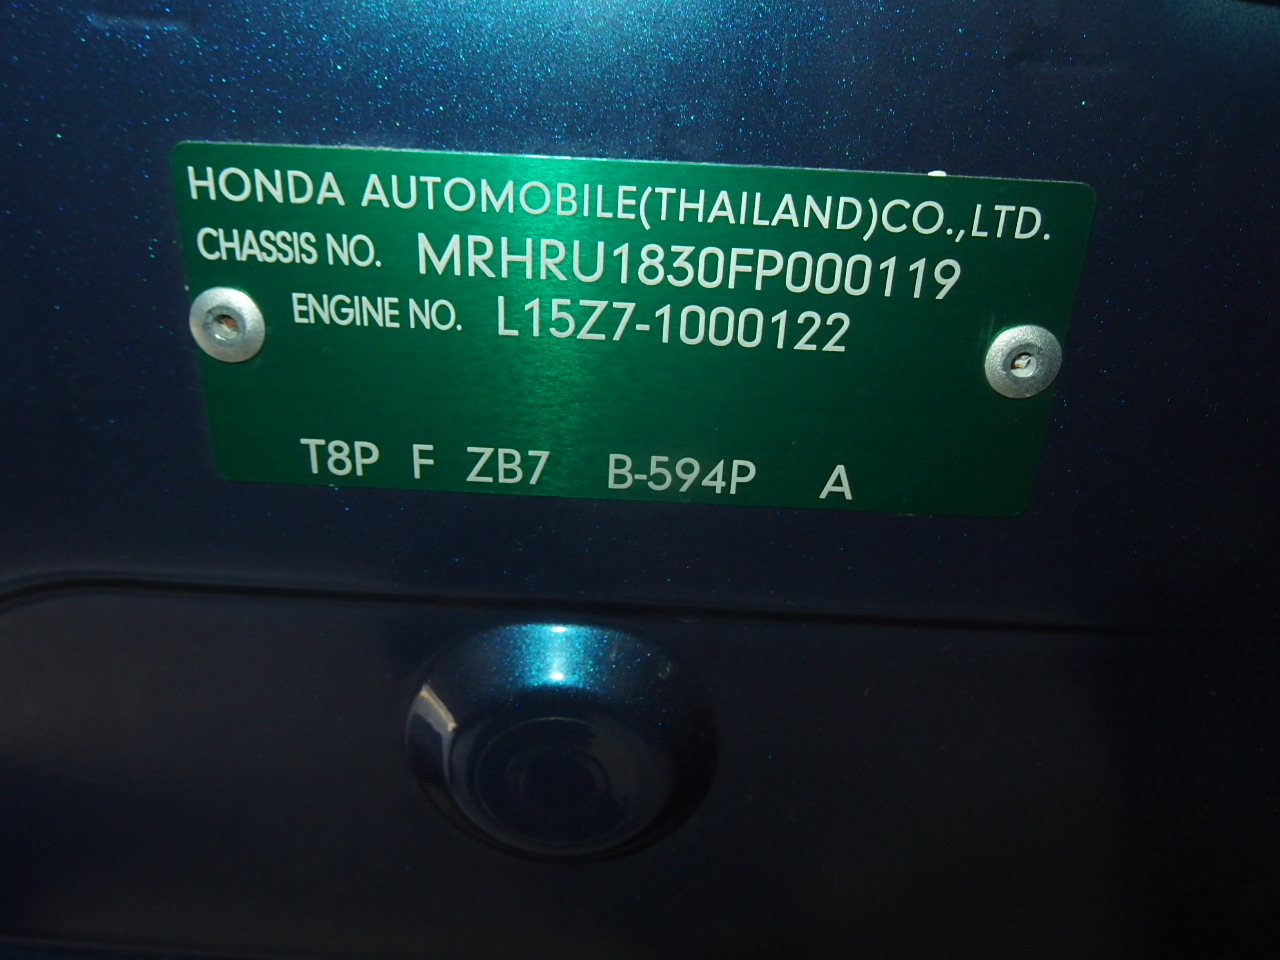 HONDA AUTOMOBILE(THAILAND)CO.,LTD.
CHASSIS NO. MRHRU1830FP000119
ENGINE NO. L15Z7-1000122
T8P F ZB7 B-594P A